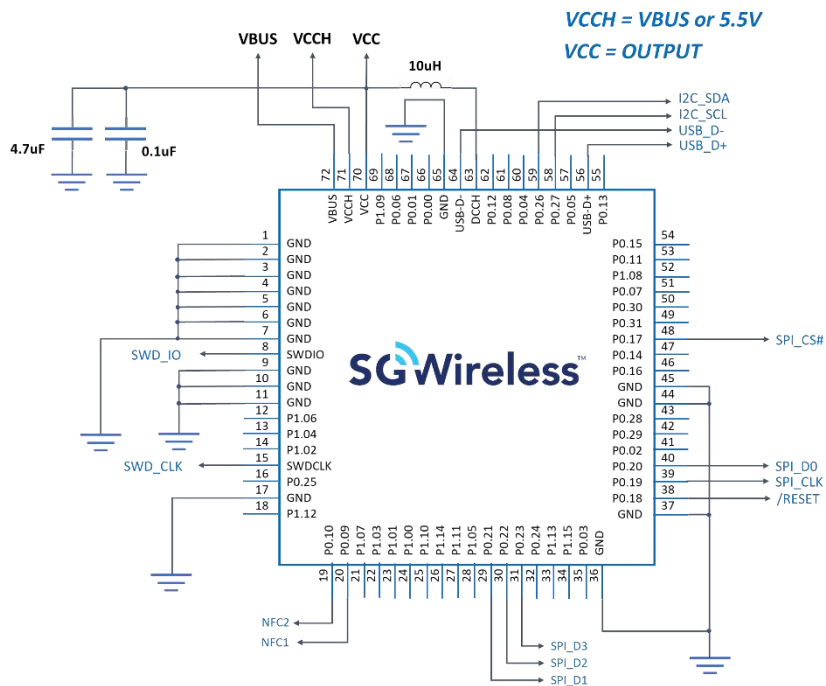 VCCH = VBUS or 5.5V
VCC = OUTPUT
VBUS VCCH VCC
10uH
4.7uF 0.1uF
I2C_SDA
I2C_SCL
USB_D-
USB_D+
72 71 70 69 68 67 66 65 64 63 62 61 60 59 58 57 56 55
VBUS VCCH VCC P1.09 P0.06 P0.01 P0.00 GND USB-D- DCCH P0.12 P0.08 P0.04 P0.26 P0.27 P0.05 USB-D+ P0.13
1 GND
2 GND
3 GND
4 GND
5 GND
6 GND
7 GND
SWD_IO 8 SWDIO
9 GND
10 GND
11 GND
12 P1.06
13 P1.04
14 P1.02
SWD_CLK 15 SWDCLK
16 P0.25
17 GND
18 P1.12
SGWireless™
P0.15 54
P0.11 53
P1.08 52
P0.07 51
P0.30 50
P0.31 49
P0.17 48 SPI_CS#
P0.14 47
P0.16 46
GND 45
GND 44
P0.28 43
P0.29 42
P0.02 41
P0.20 40 SPI_D0
P0.19 39 SPI_CLK
P0.18 38 /RESET
GND 37
P0.10 P0.09 P1.07 P1.03 P1.01 P1.00 P1.10 P1.14 P1.11 P1.05 P0.21 P0.22 P0.23 P0.24 P1.13 P1.15 P0.03 GND
19 20 21 22 23 24 25 26 27 28 29 30 31 32 33 34 35 36
NFC2
NFC1
SPI_D3
SPI_D2
SPI_D1